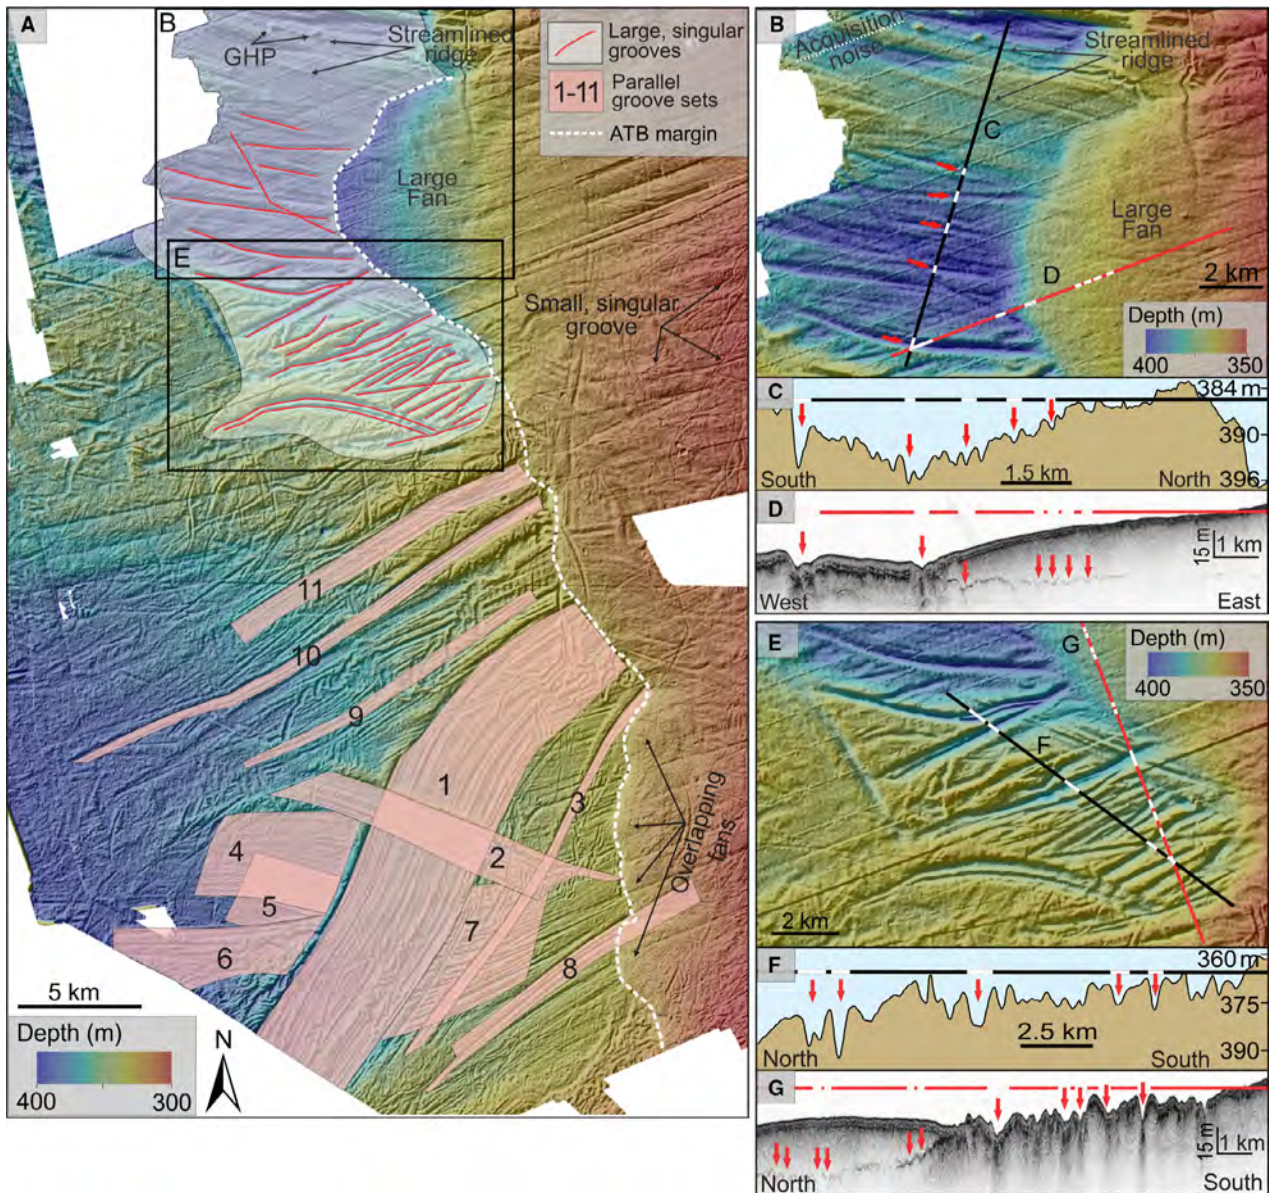 A
B
GHP
Streamlined
ridge
Large, singular
grooves
1-11
Parallel
groove sets
ATB margin
Large
Fan
E
Small, singular
groove
11
10
9
1
3
2
4
5
6
7
8
Overlapping
fans
5 km
Depth (m)
400
300
N
B
Acquisition
noise
Streamlined
ridge
C
Large
Fan
D
2 km
Depth (m)
400
350
C
384 m
390
396
South
1.5 km
North
D
15 m
1 km
West
East
E
G
Depth (m)
400
350
F
2 km
F
360 m
375
390
2.5 km
North
South
G
15 m
1 km
North
South